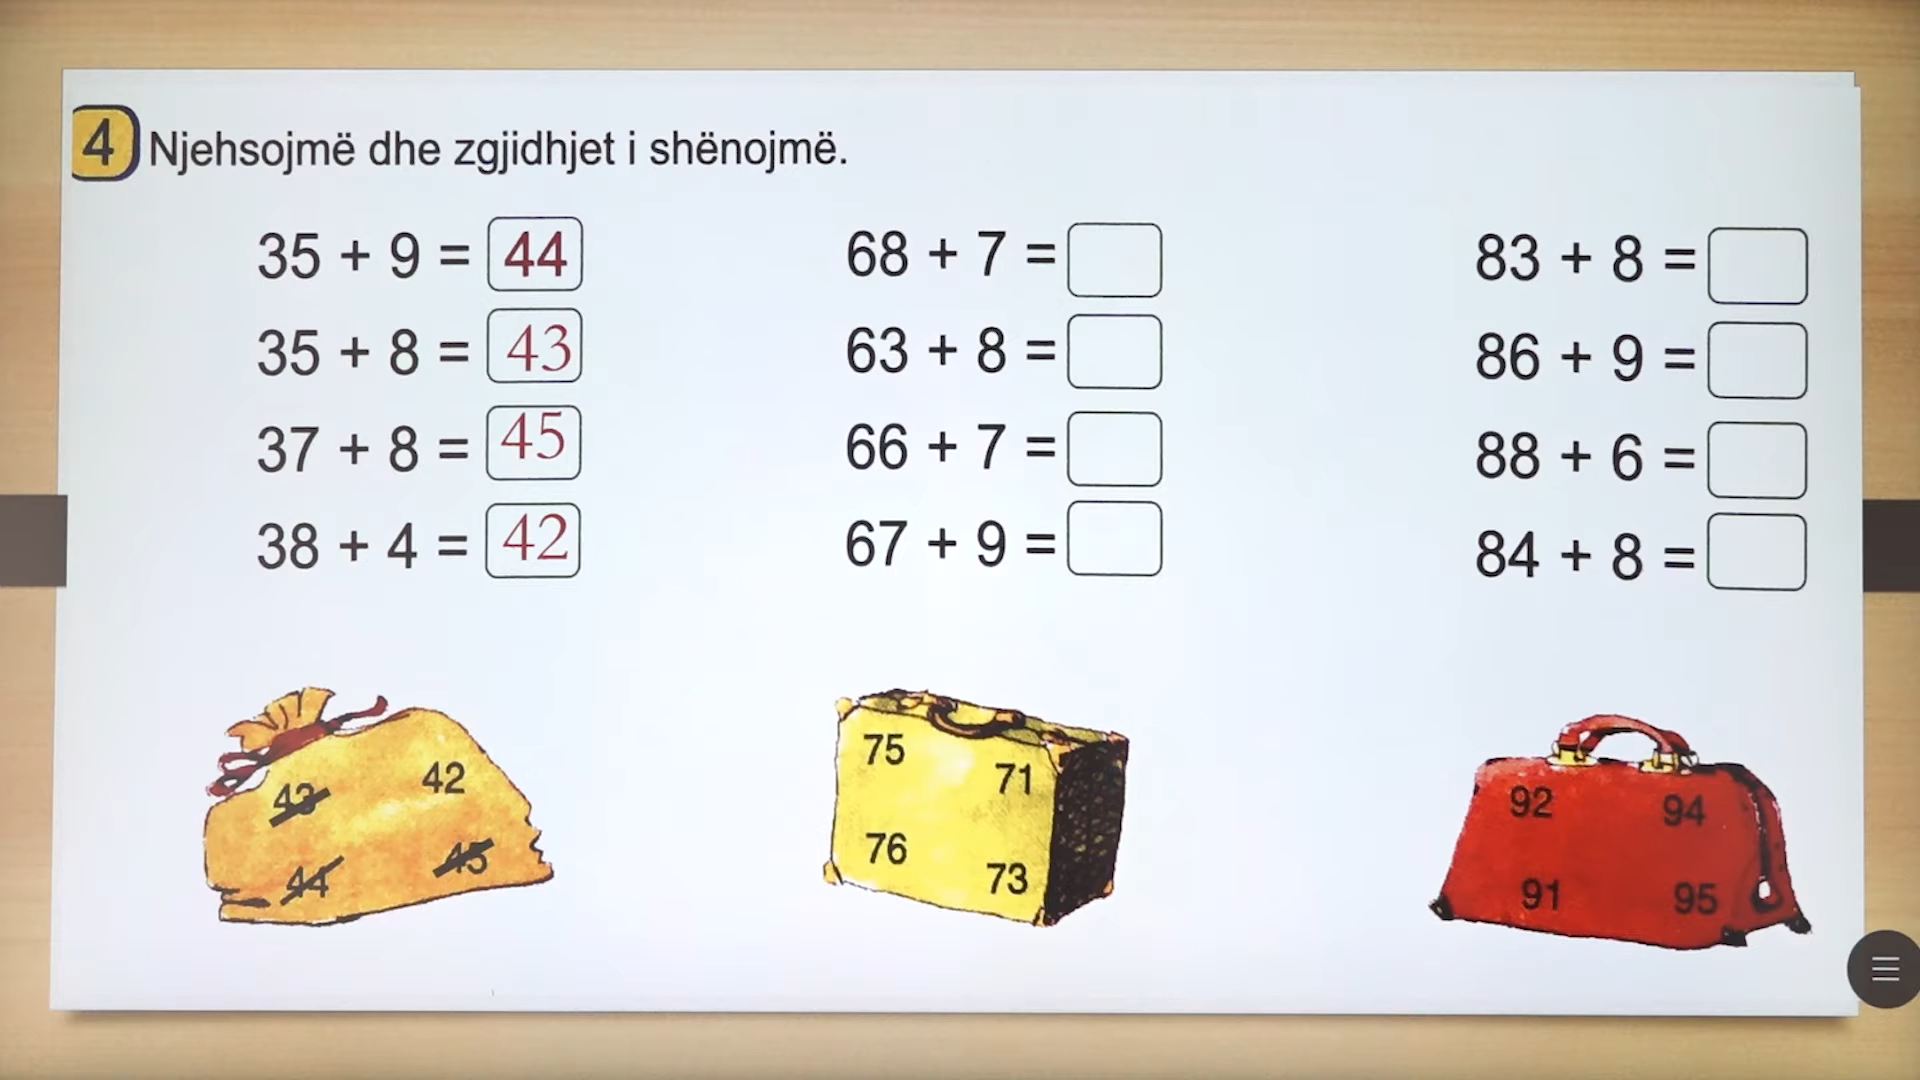 4 Njehsojmë dhe zgjidhjet i shënojmë.
35 + 9 = 44
35 + 8 = 43
37 + 8 = 45
38 + 4 = 42
68 + 7 =
63 + 8 =
66 + 7 =
67 + 9 =
83 + 8 =
86 + 9 =
88 + 6 =
84 + 8 =
43 42
44 45
75 71
76 73
92 94
91 95